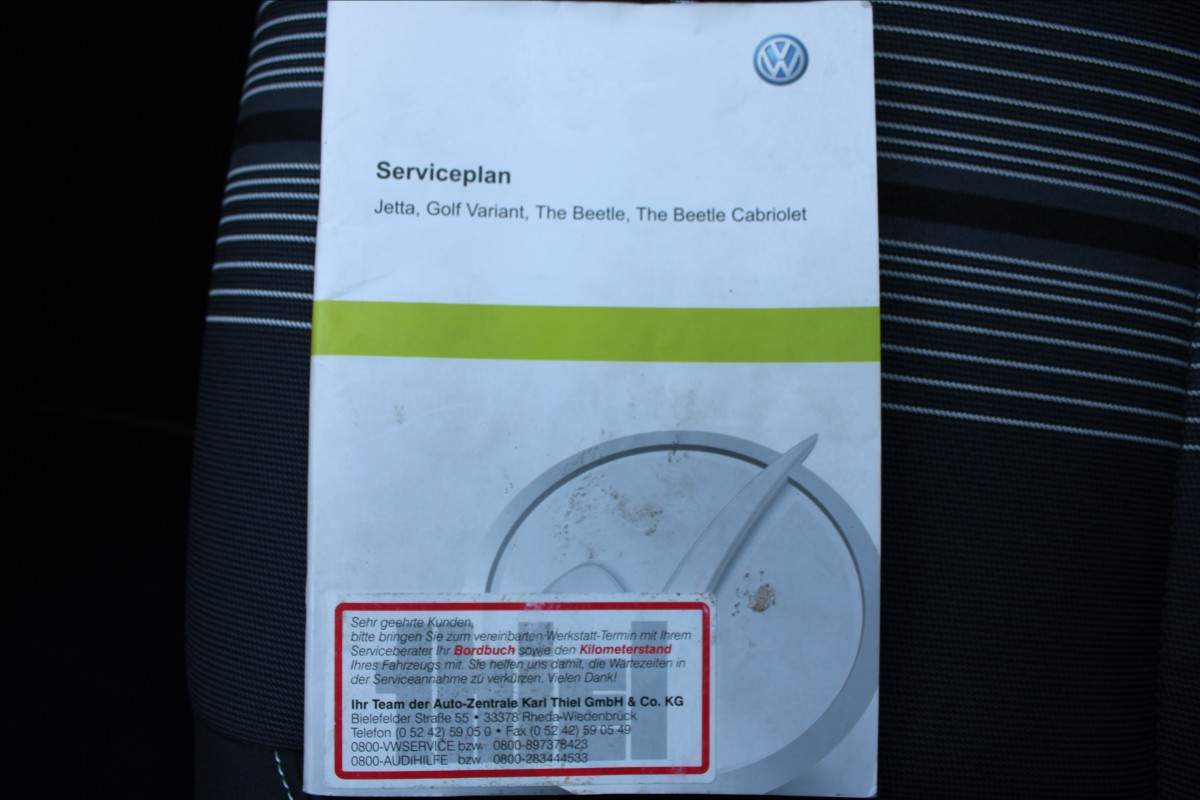 Serviceplan
Jetta, Golf Variant, The Beetle, The Beetle Cabriolet
Sehr geehrte Kunden,
bitte bringen Sie zum vereinbarten Werkstatt-Termin mit Ihrem
Serviceberater Ihr Bordbuch sowie den Kilometerstand
Ihres Fahrzeugs mit. Sie helfen uns damit, die Wartezeiten in
der Serviceannahme zu verkürzen. Vielen Dank!
thiel
Ihr Team der Auto-Zentrale Karl Thiel GmbH & Co. KG
Bielefelder Straße 55 • 33378 Rheda-Wiedenbrück
Telefon (0 52 42) 59 05 0 • Fax (0 52 42) 59 05 49
0800-VWSERVICE bzw. 0800-897378423
0800-AUDIHILFE bzw. 0800-283444533